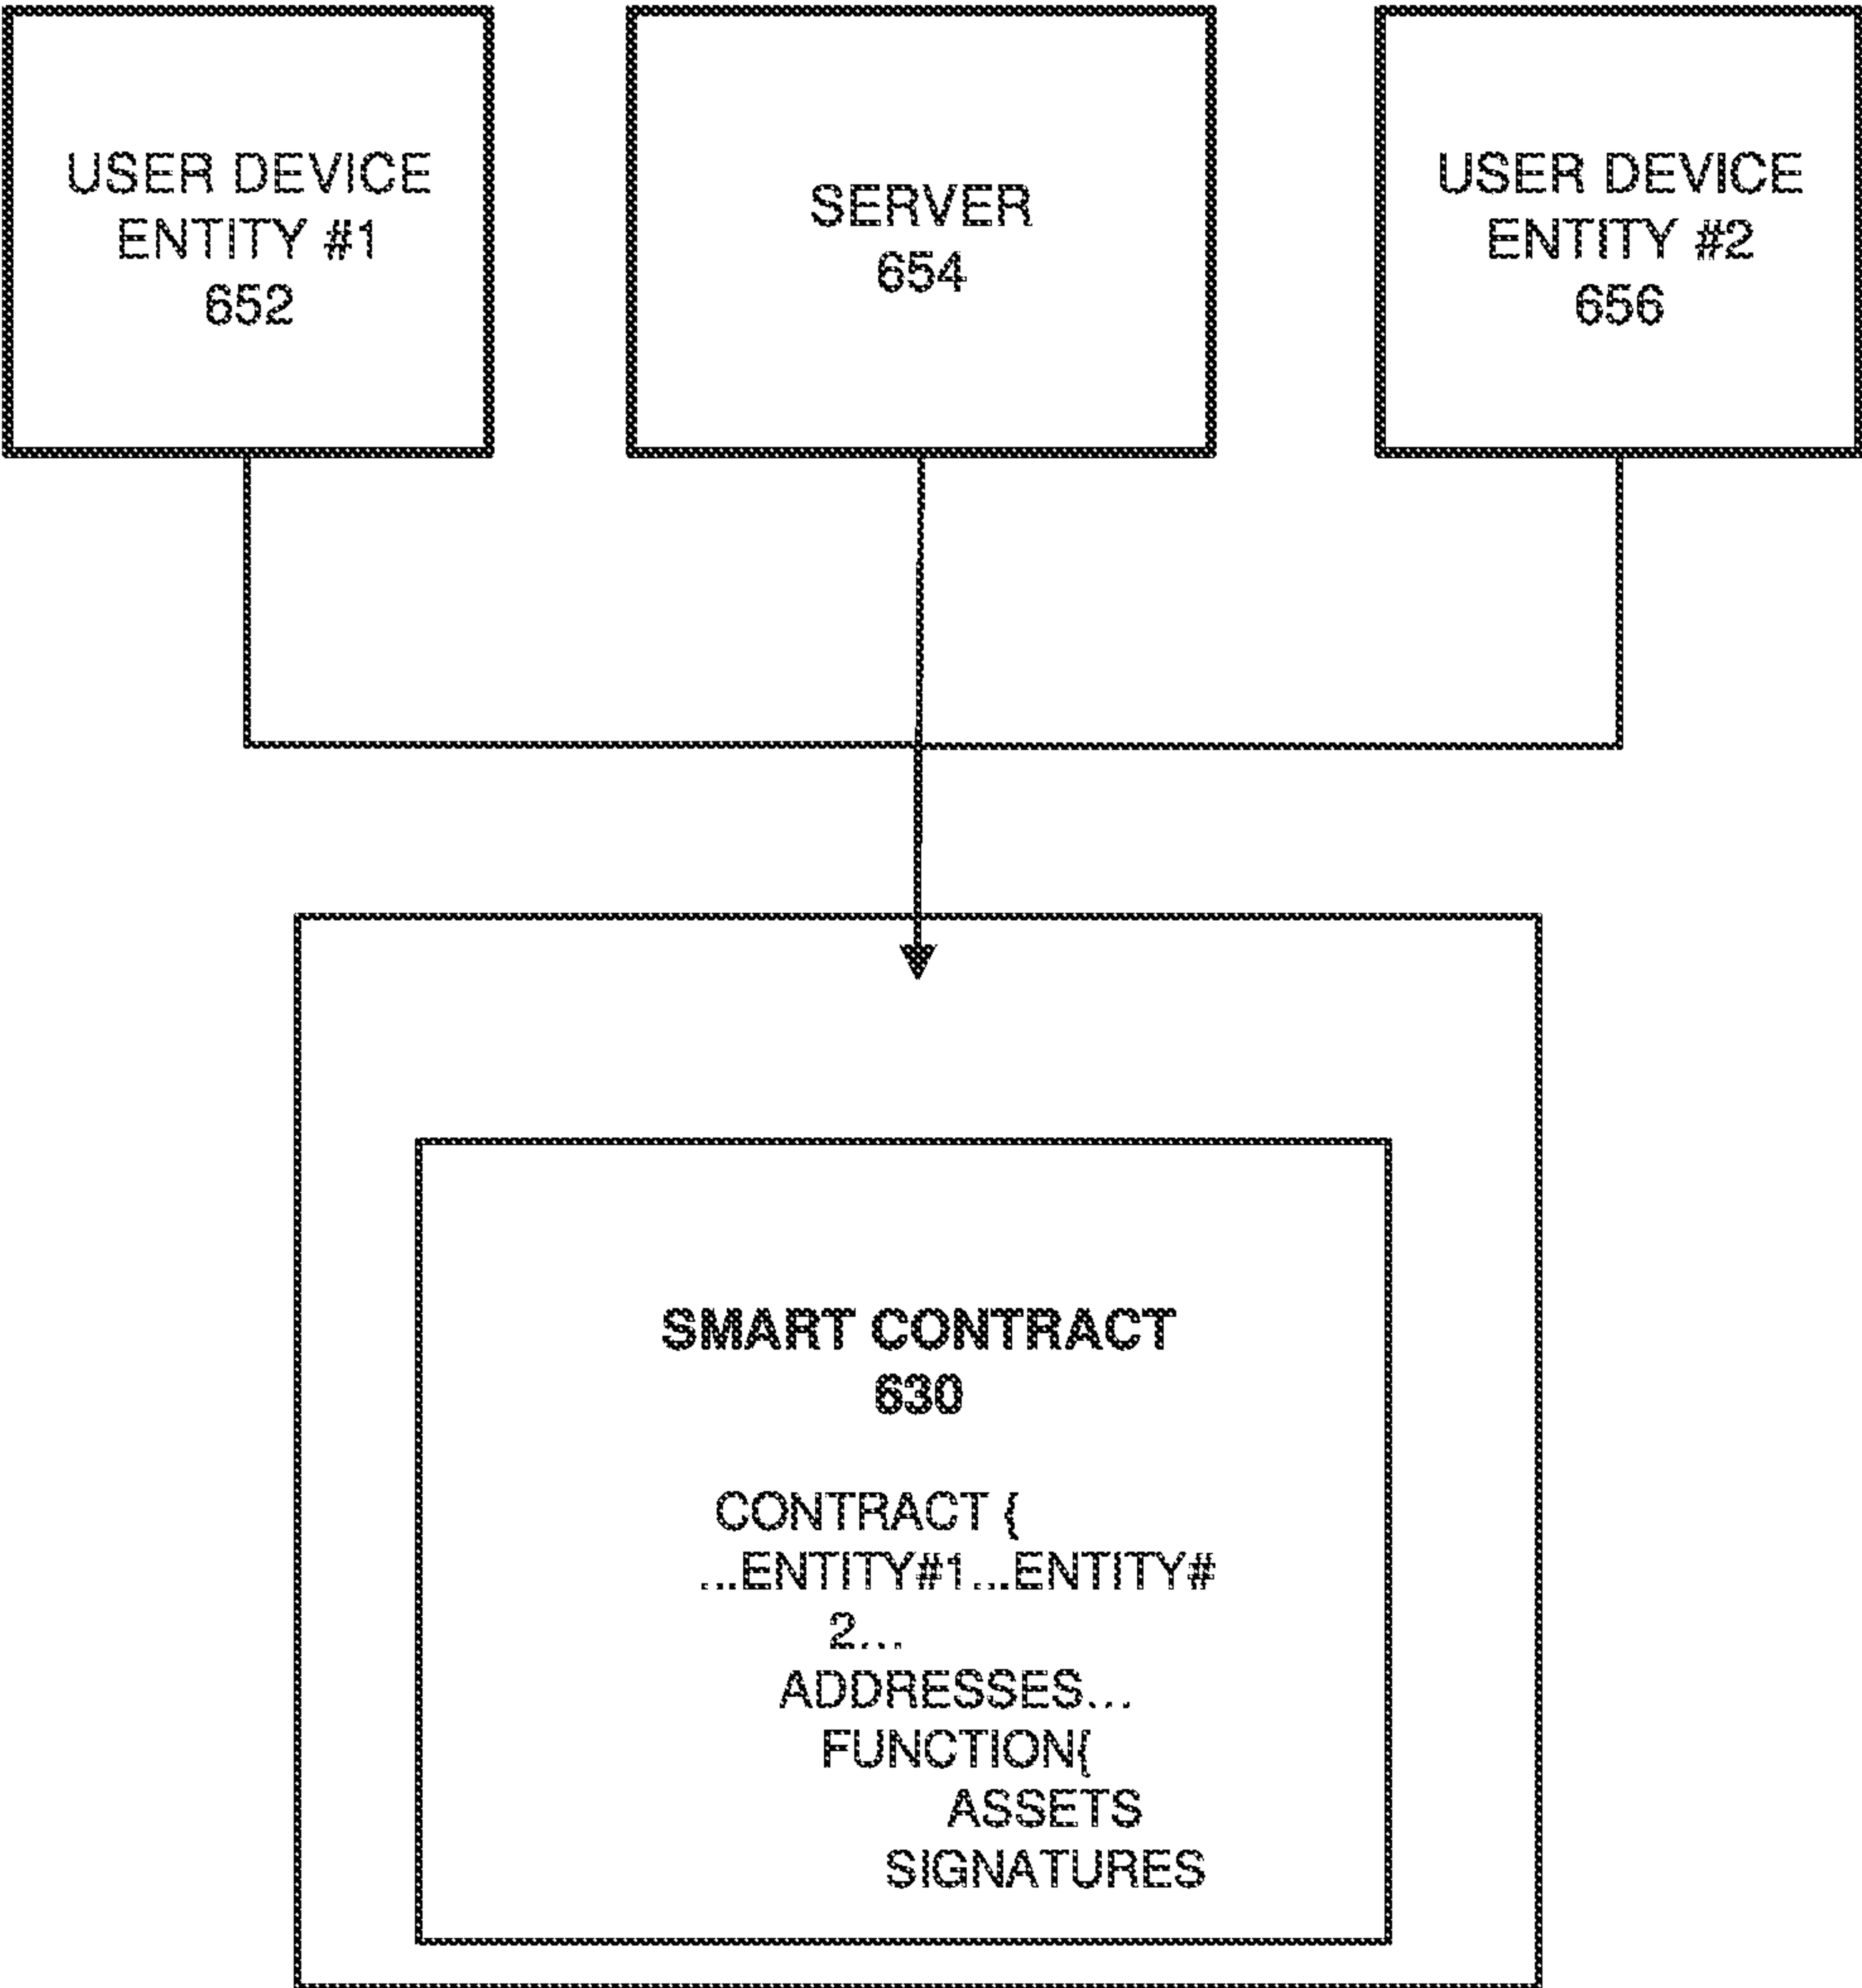 USER DEVICE
ENTITY #1
652
SERVER
654
USER DEVICE
ENTITY #2
656
SMART CONTRACT
630
CONTRACT {
...ENTITY#1...ENTITY#
2...
ADDRESSES...
FUNCTION{
ASSETS
SIGNATURES